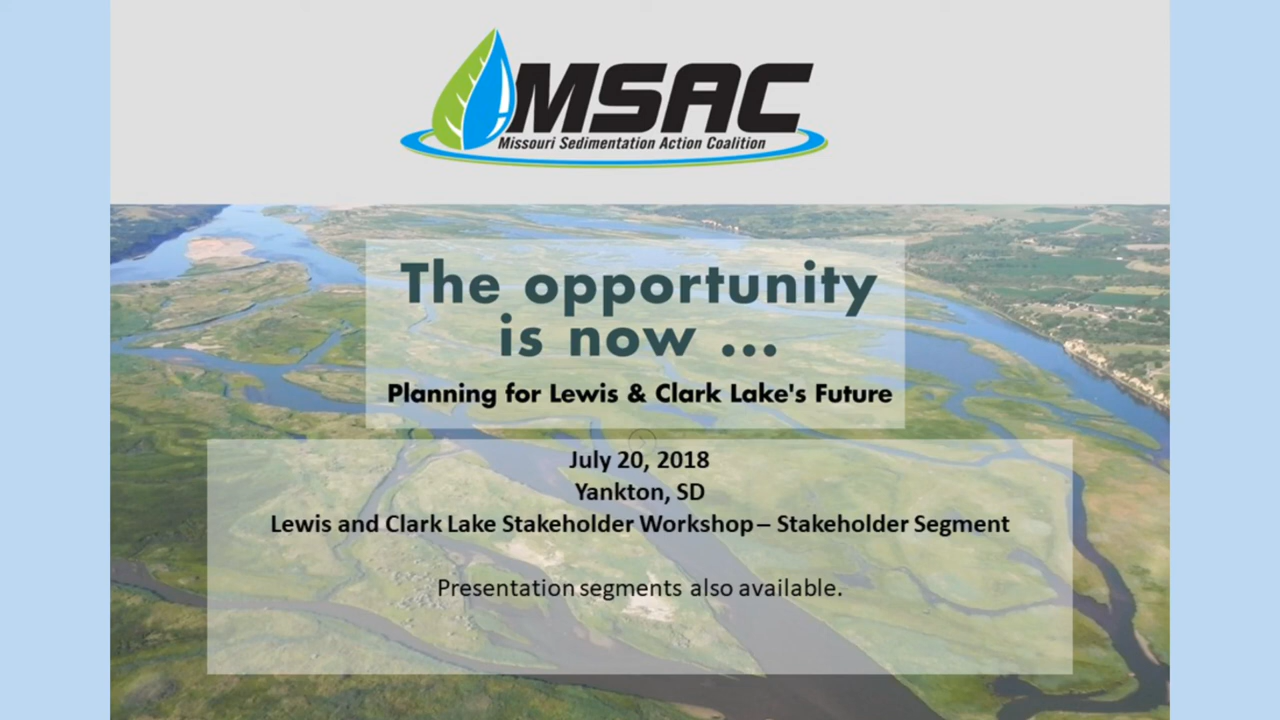 MSAC
Missouri Sedimentation Action Coalition
The opportunity
is now ...
Planning for Lewis & Clark Lake's Future
July 20, 2018
Yankton, SD
Lewis and Clark Lake Stakeholder Workshop – Stakeholder Segment
Presentation segments also available.